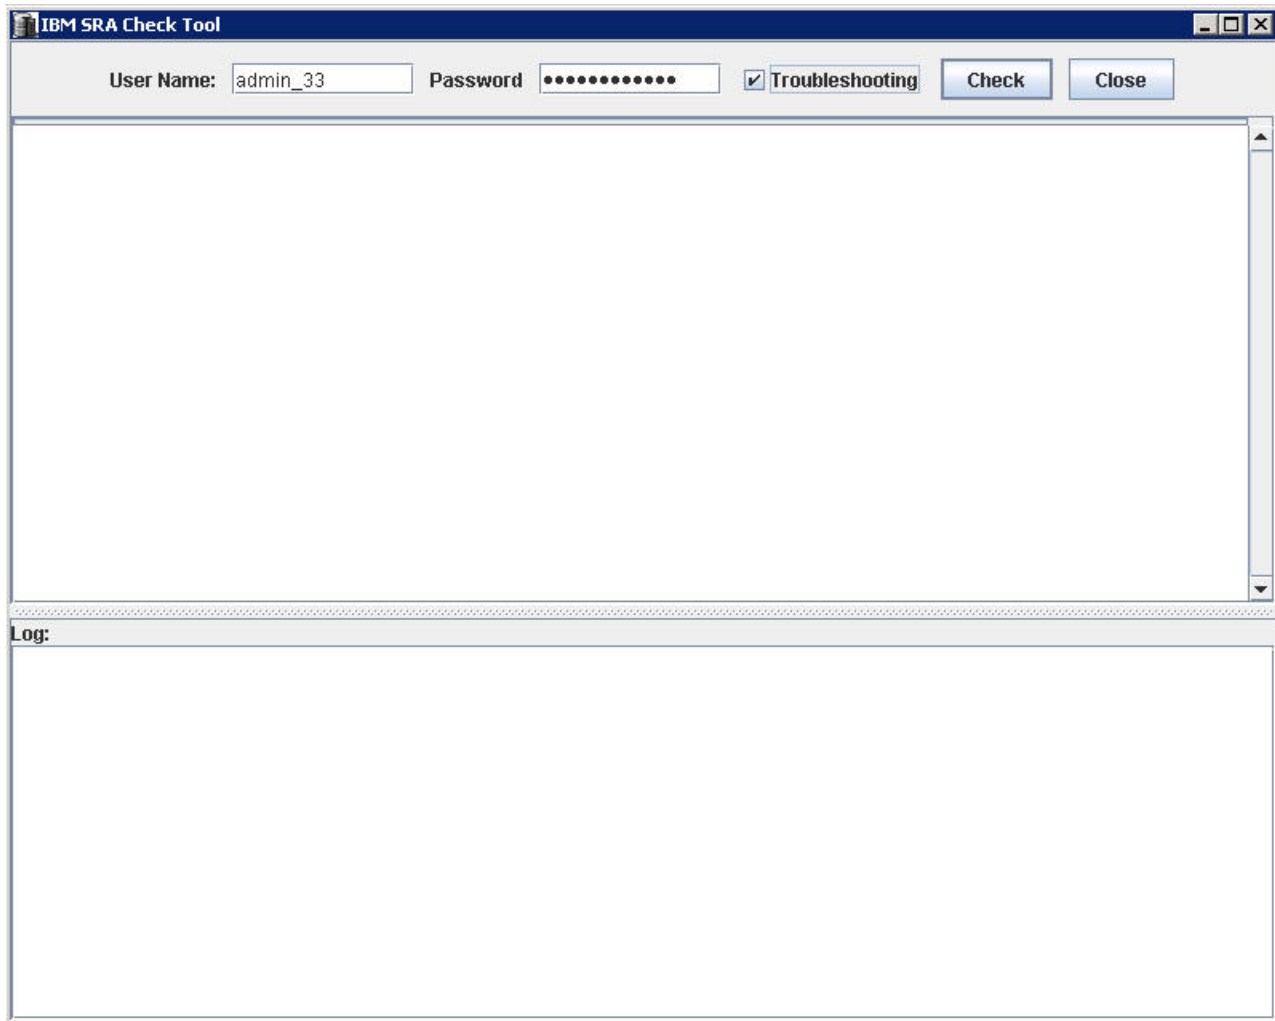 IBM SRA Check Tool
User Name: admin_33 Password •••••••••••• Troubleshooting Check Close
Log: